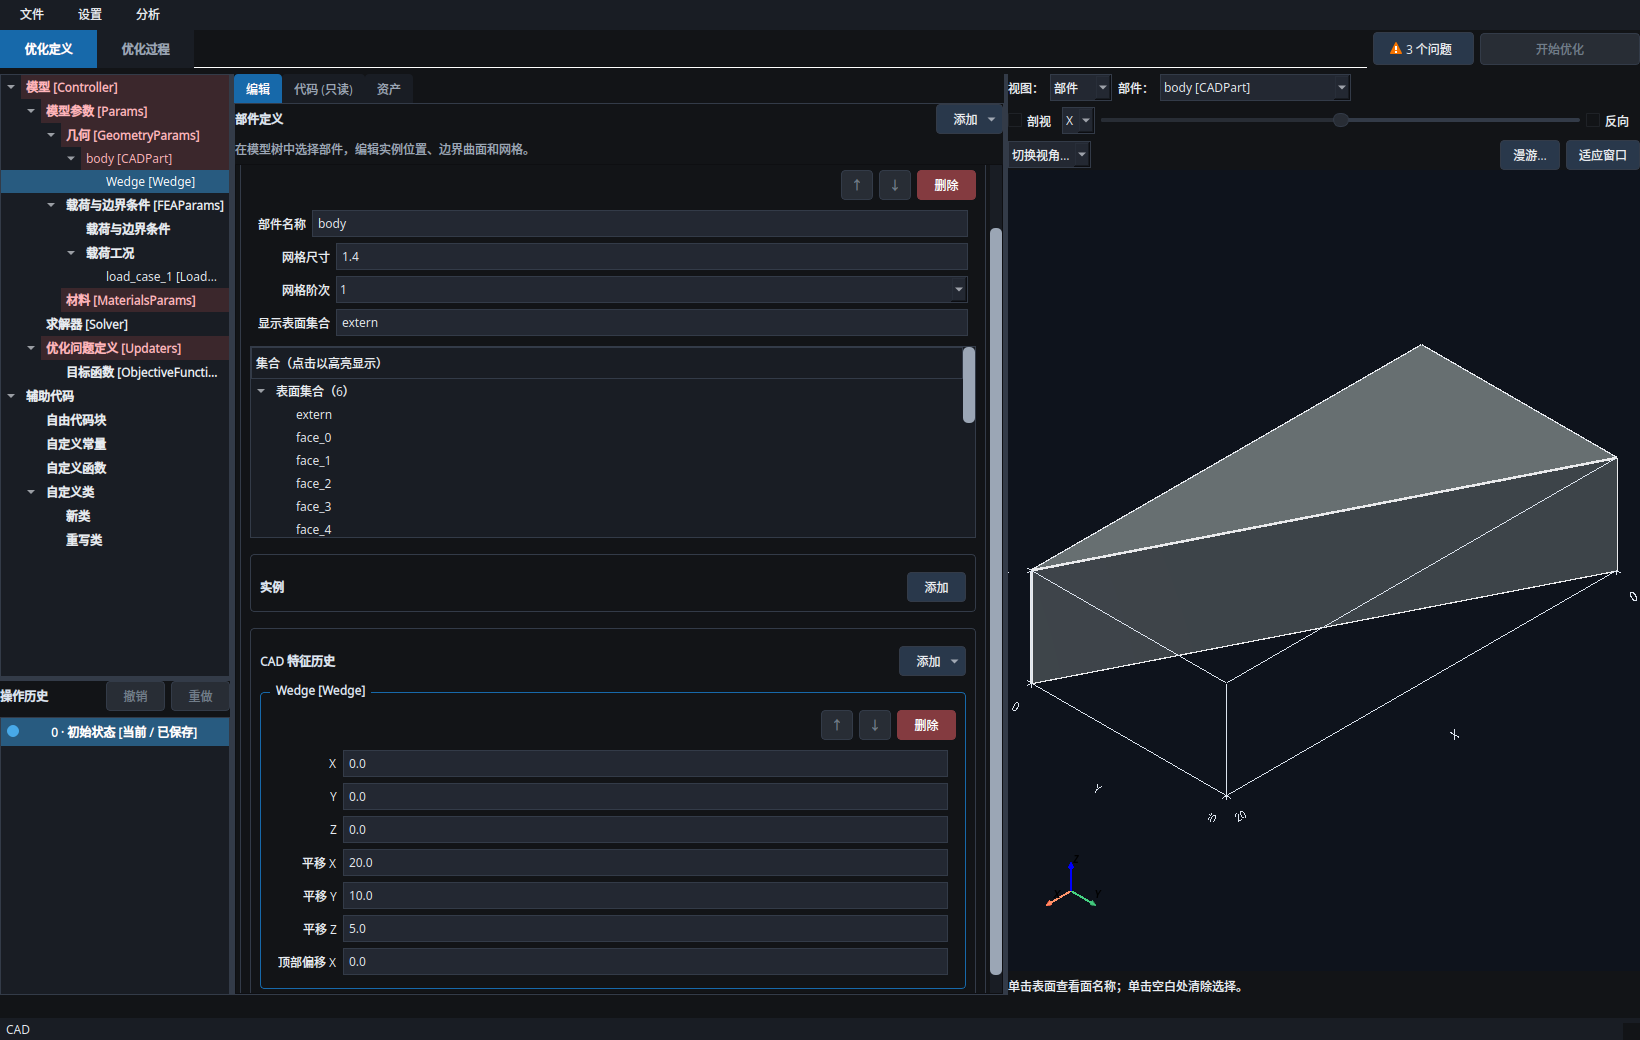 文件
设置
分析
优化定义
优化过程
3 个问题
开始优化
模型 [Controller]
模型参数 [Params]
几何 [GeometryParams]
body [CADPart]
Wedge [Wedge]
载荷与边界条件 [FEAParams]
载荷与边界条件
载荷工况
load_case_1 [Load...
材料 [MaterialsParams]
求解器 [Solver]
优化问题定义 [Updaters]
目标函数 [ObjectiveFuncti...
辅助代码
自由代码块
自定义常量
自定义函数
自定义类
新类
重写类
操作历史
撤销
重做
0 · 初始状态 [当前 / 已保存]
编辑
代码 (只读)
资产
部件定义
添加
在模型树中选择部件，编辑实例位置、边界曲面和网格。
↑
↓
删除
部件名称
body
网格尺寸
1.4
网格阶次
1
显示表面集合
extern
集合（点击以高亮显示）
表面集合（6）
extern
face_0
face_1
face_2
face_3
face_4
实例
添加
CAD 特征历史
添加
Wedge [Wedge]
↑
↓
删除
X
0.0
Y
0.0
Z
0.0
平移 X
20.0
平移 Y
10.0
平移 Z
5.0
顶部偏移 X
0.0
视图：
部件
部件：
body [CADPart]
剖视
X
反向
切换视角...
漫游...
适应窗口
0
0
X
Y
20
Z
单击表面查看面名称；单击空白处清除选择。
CAD